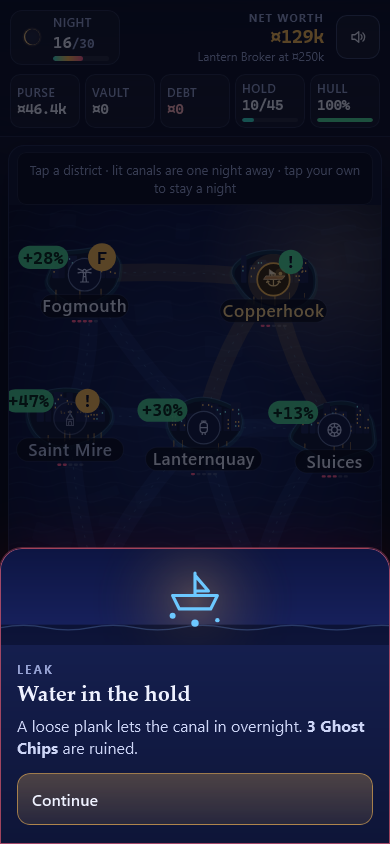 NIGHT
16/30
NET WORTH
¤129k
Lantern Broker at ¤250k
PURSE
¤46.4k
VAULT
¤0
DEBT
¤0
HOLD
10/45
HULL
100%
Tap a district · lit canals are one night away · tap your own
to stay a night
+28%
F
Fogmouth
!
Copperhook
+47%
!
Saint Mire
+30%
Lanternquay
+13%
Sluices
LEAK
Water in the hold
A loose plank lets the canal in overnight. 3 Ghost
Chips are ruined.
Continue